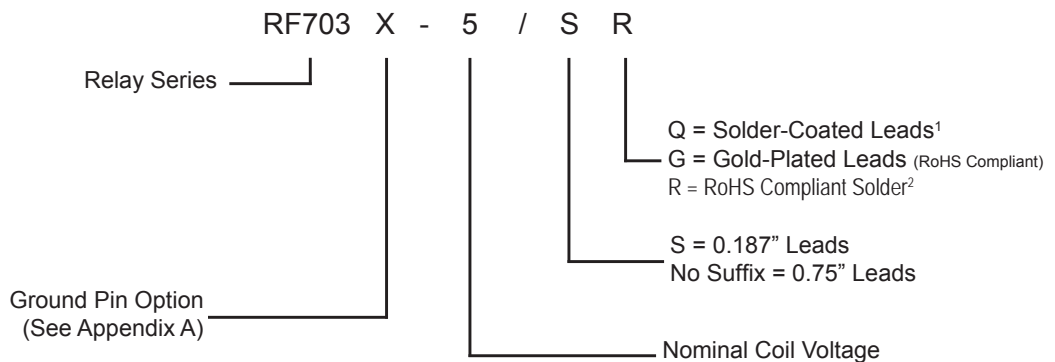 RF703 X - 5 / S R
Relay Series
Q = Solder-Coated Leads¹
G = Gold-Plated Leads (RoHS Compliant)
R = RoHS Compliant Solder²
S = 0.187” Leads
No Suffix = 0.75” Leads
Ground Pin Option
(See Appendix A)
Nominal Coil Voltage